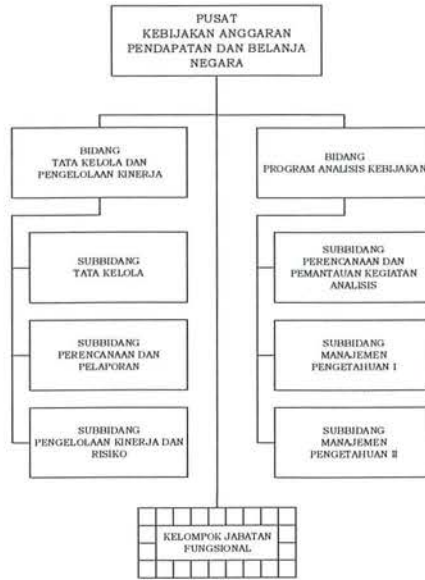 PUSAT
KEBIJAKAN ANGGARAN
PENDAPATAN DAN BELANJA
NEGARA
BIDANG
TATA KELOLA DAN
PENGELOLAAN KINERJA
SUBBIDANG
TATA KELOLA
SUBBIDANG
PERENCANAAN DAN
PELAPORAN
SUBBIDANG
PENGELOLAAN KINERJA DAN
RISIKO
BIDANG
PROGRAM ANALISIS KEBIJAKAN
SUBBIDANG
PERENCANAAN DAN
PEMANTAUAN KEGIATAN
ANALISIS
SUBBIDANG
MANAJEMEN
PENGETAHUAN I
SUBBIDANG
MANAJEMEN
PENGETAHUAN II
KELOMPOK JABATAN
FUNGSIONAL